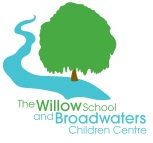 The Willow School
and Broadwaters
Children Centre